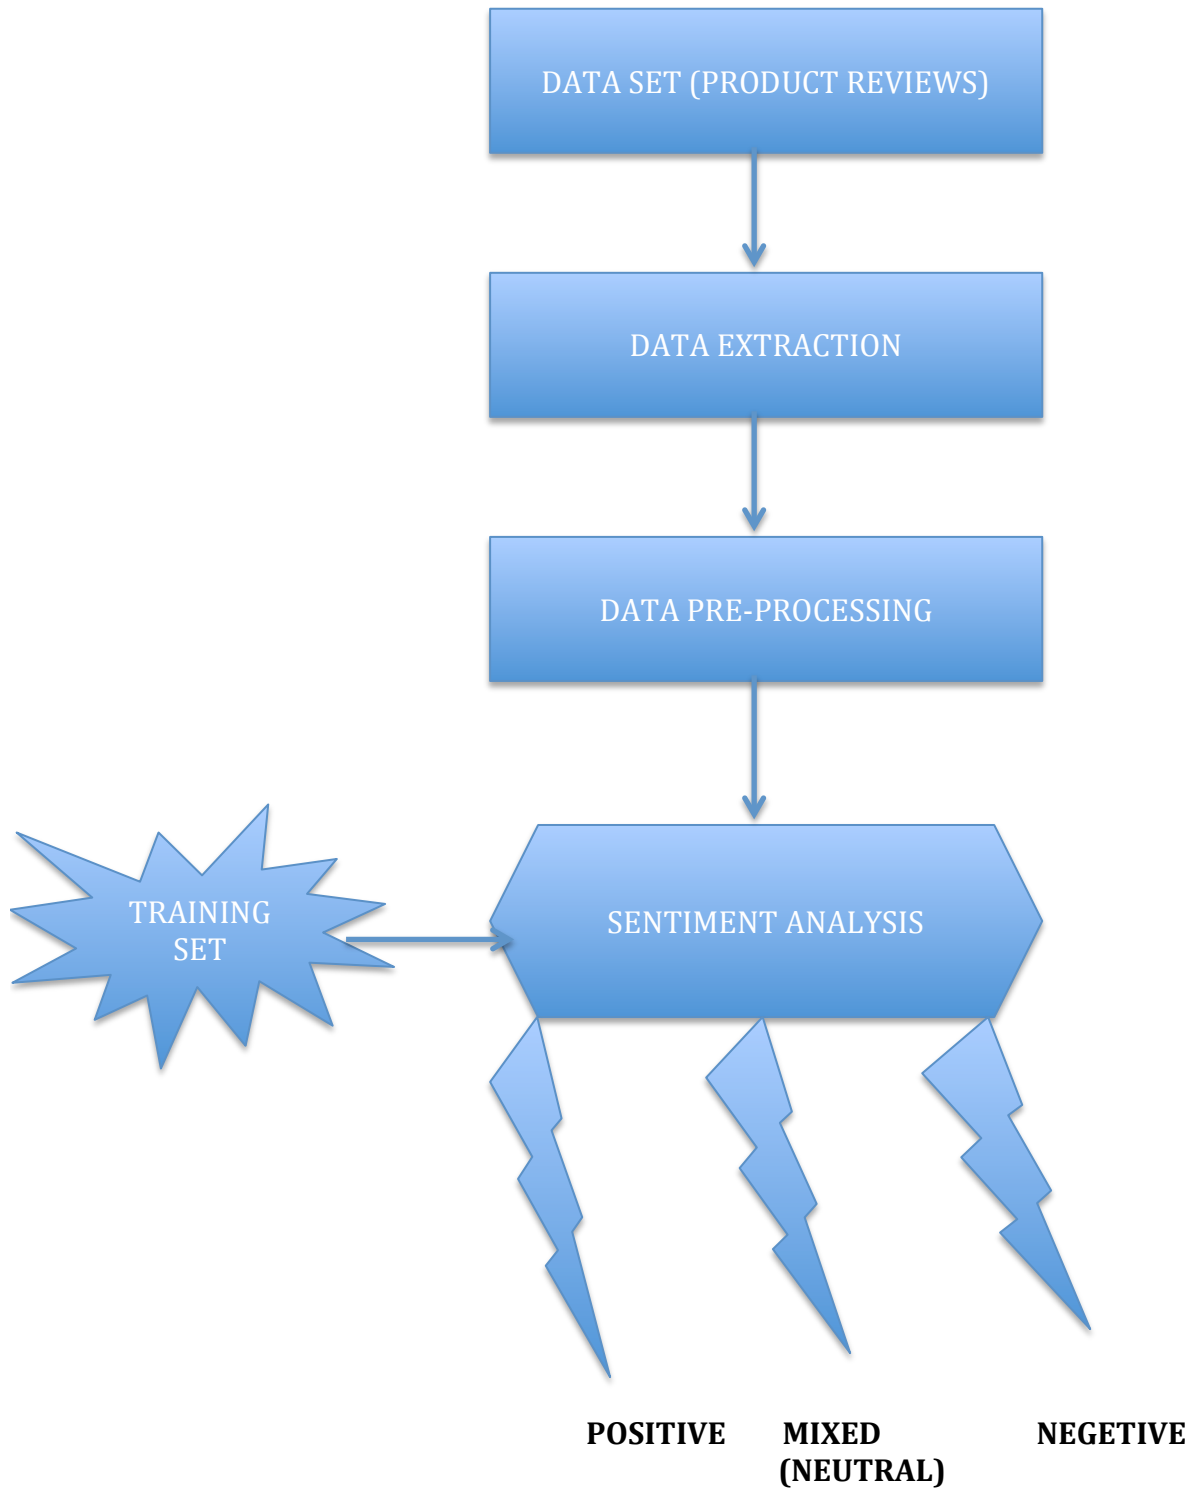 DATA SET (PRODUCT REVIEWS)
DATA EXTRACTION
DATA PRE-PROCESSING
TRAINING
SET
SENTIMENT ANALYSIS
POSITIVE MIXED NEGETIVE
(NEUTRAL)